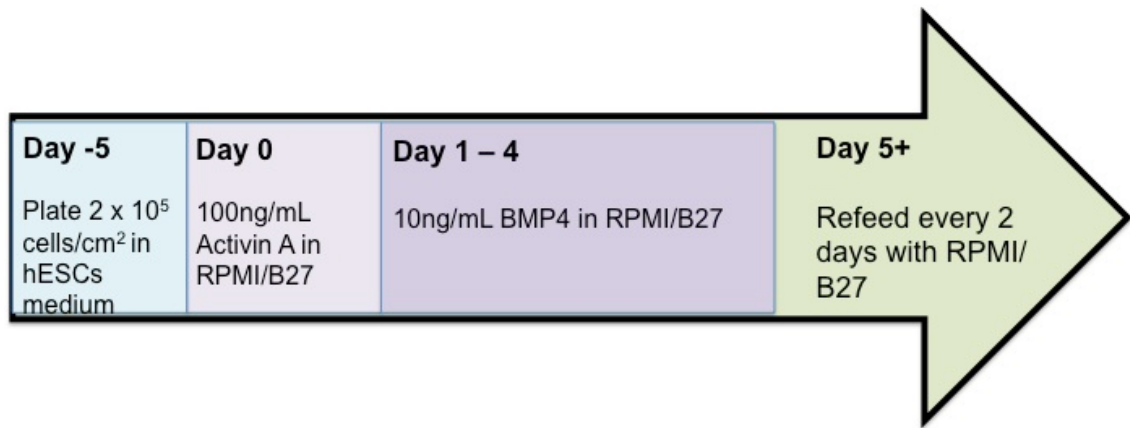 Day -5
Plate 2 x 10⁵
cells/cm² in
hESCs
medium
Day 0
100ng/mL
Activin A in
RPMI/B27
Day 1 – 4
10ng/mL BMP4 in RPMI/B27
Day 5+
Refeed every 2
days with RPMI/
B27